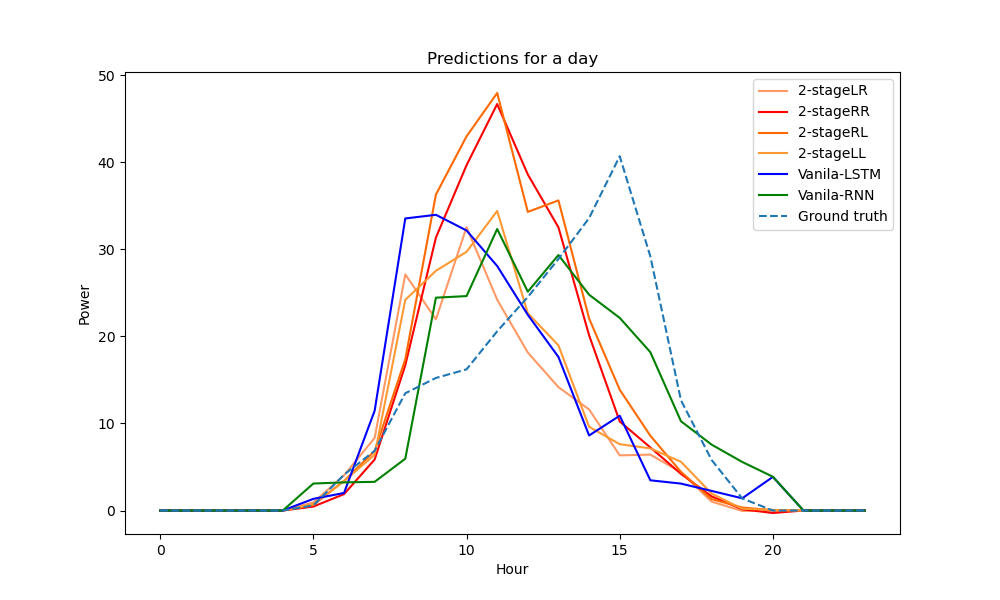 Predictions for a day
50
40
30
20
10
0
Power
0
5
10
15
20
Hour
2-stageLR
2-stageRR
2-stageRL
2-stageLL
Vanila-LSTM
Vanila-RNN
Ground truth